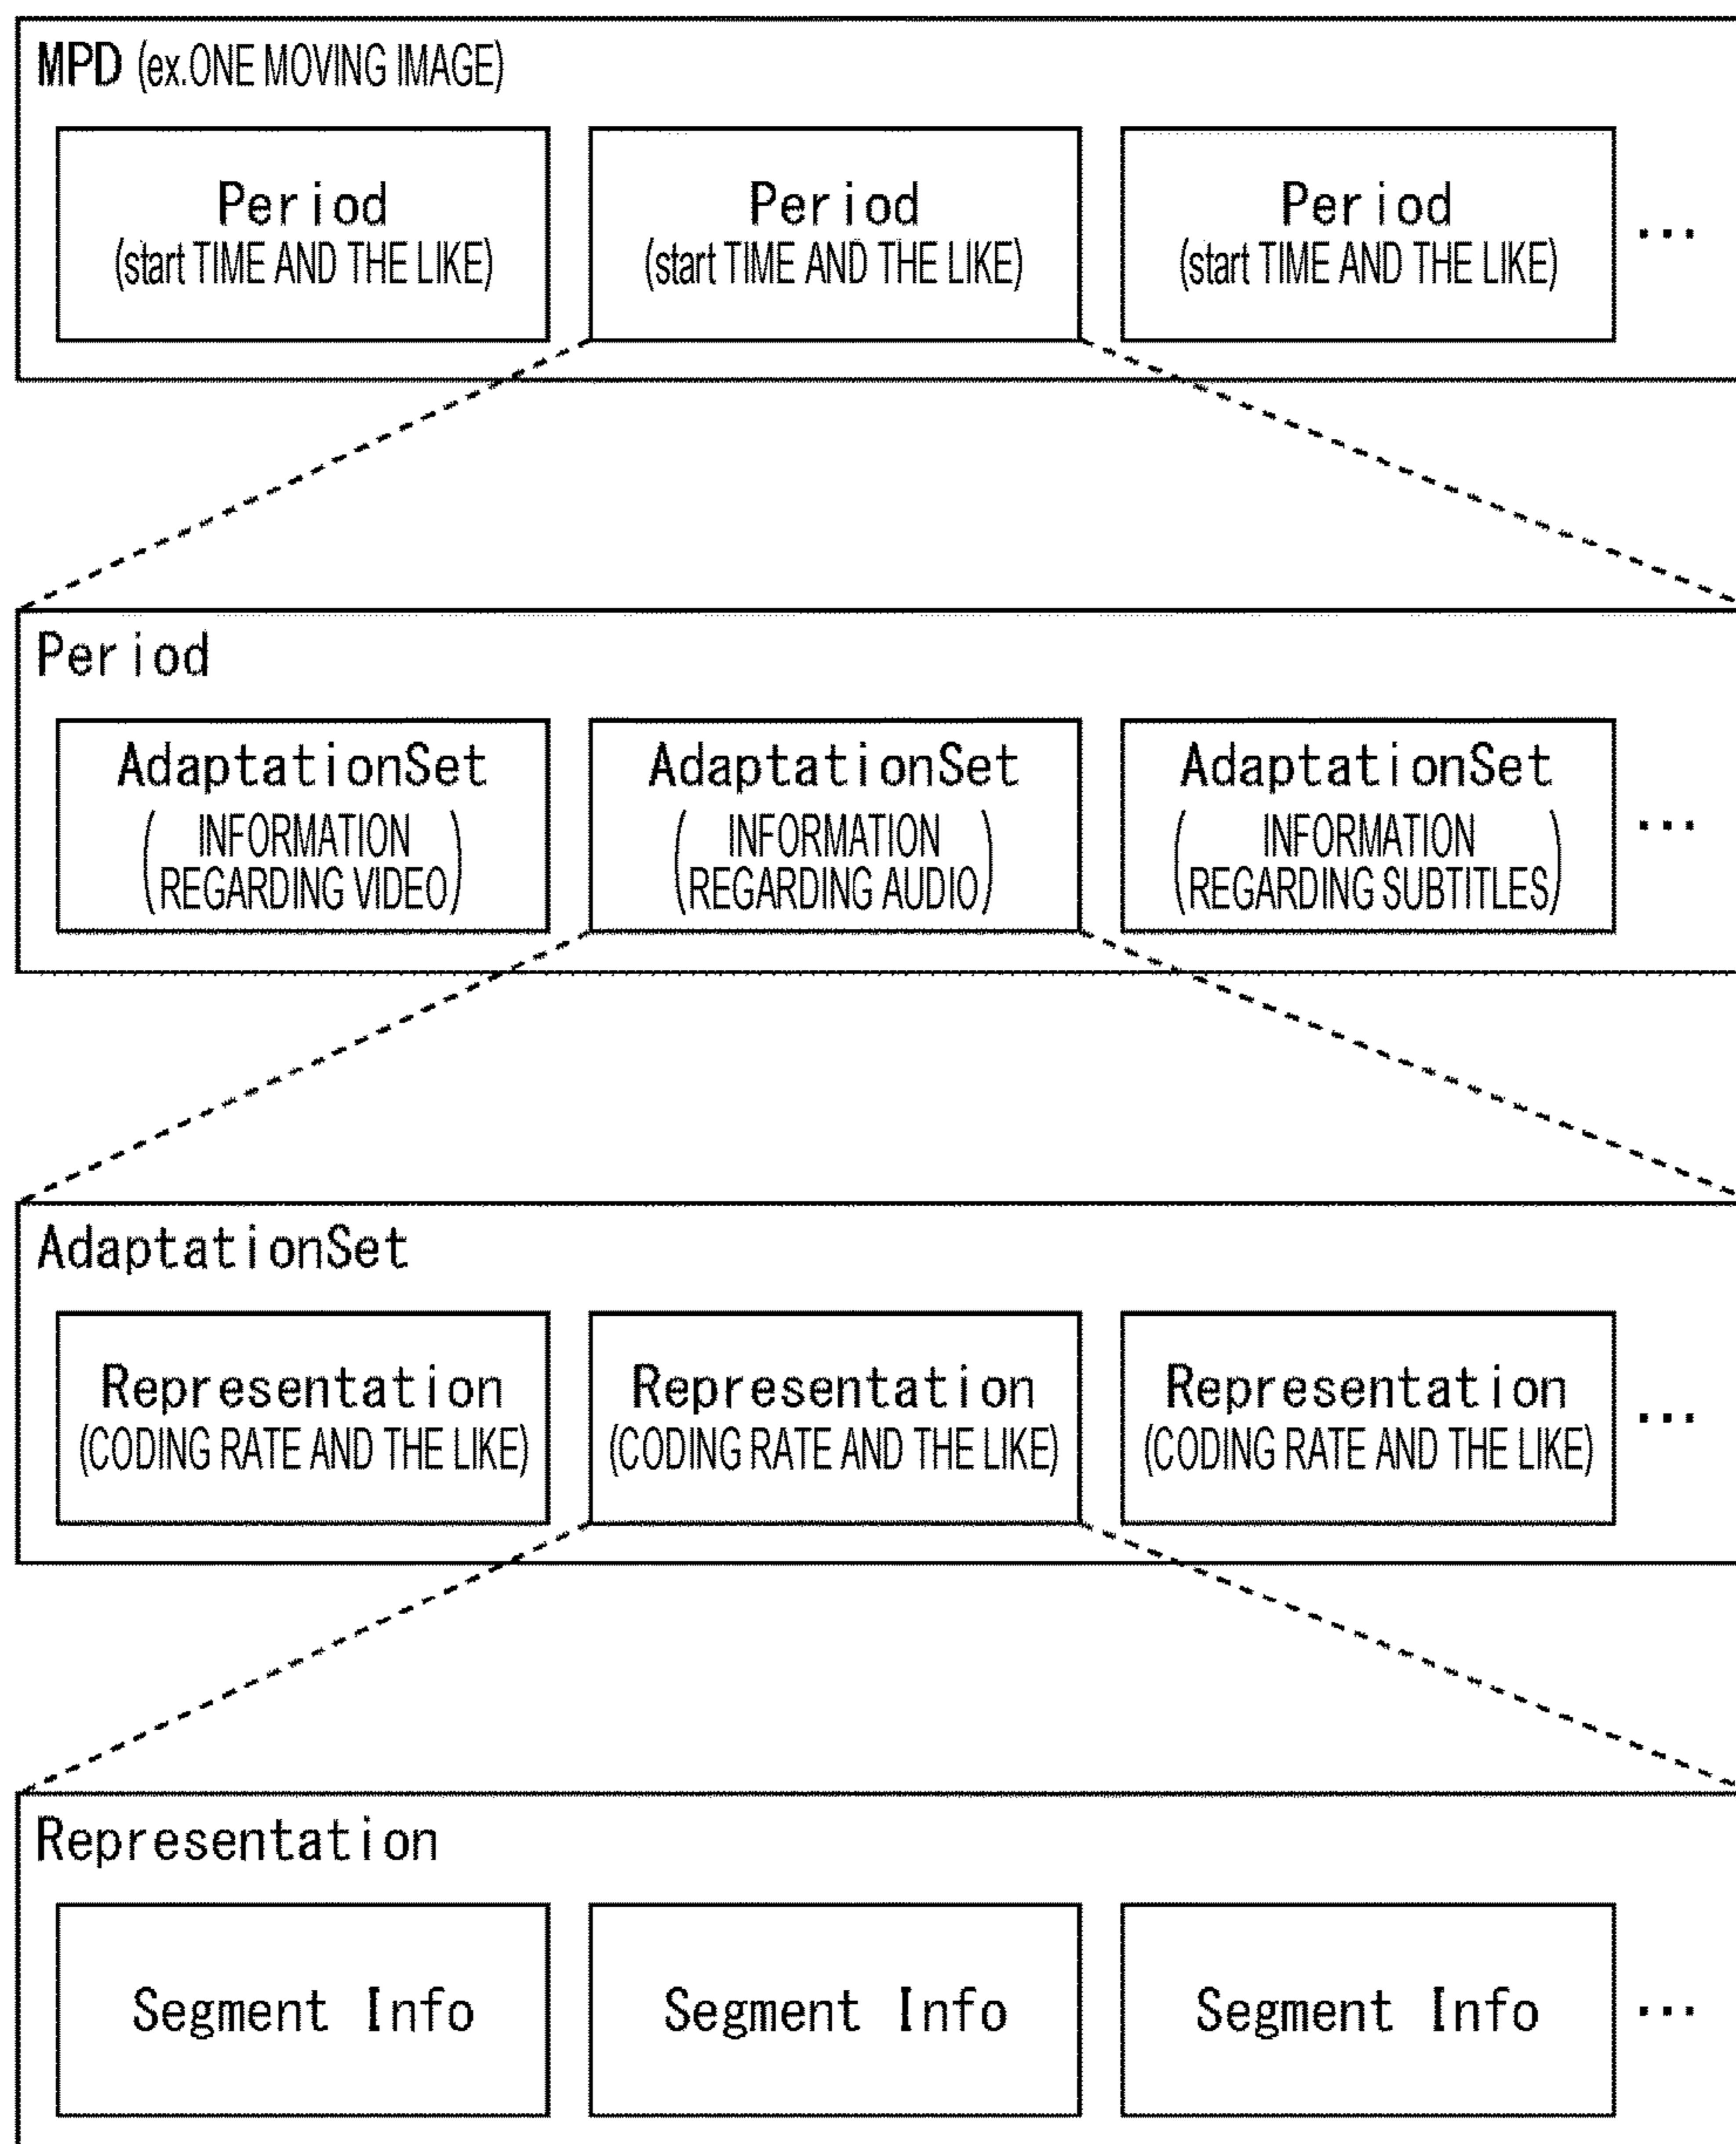 MPD (ex.ONE MOVING IMAGE)
Period Period Period
(start TIME AND THE LIKE) (start TIME AND THE LIKE) (start TIME AND THE LIKE) ...
Period
AdaptationSet AdaptationSet AdaptationSet
(INFORMATION (INFORMATION (INFORMATION ...
REGARDING VIDEO) REGARDING AUDIO) REGARDING SUBTITLES)
AdaptationSet
Representation Representation Representation
(CODING RATE AND THE LIKE) (CODING RATE AND THE LIKE) (CODING RATE AND THE LIKE) ...
Representation
Segment Info Segment Info Segment Info ...